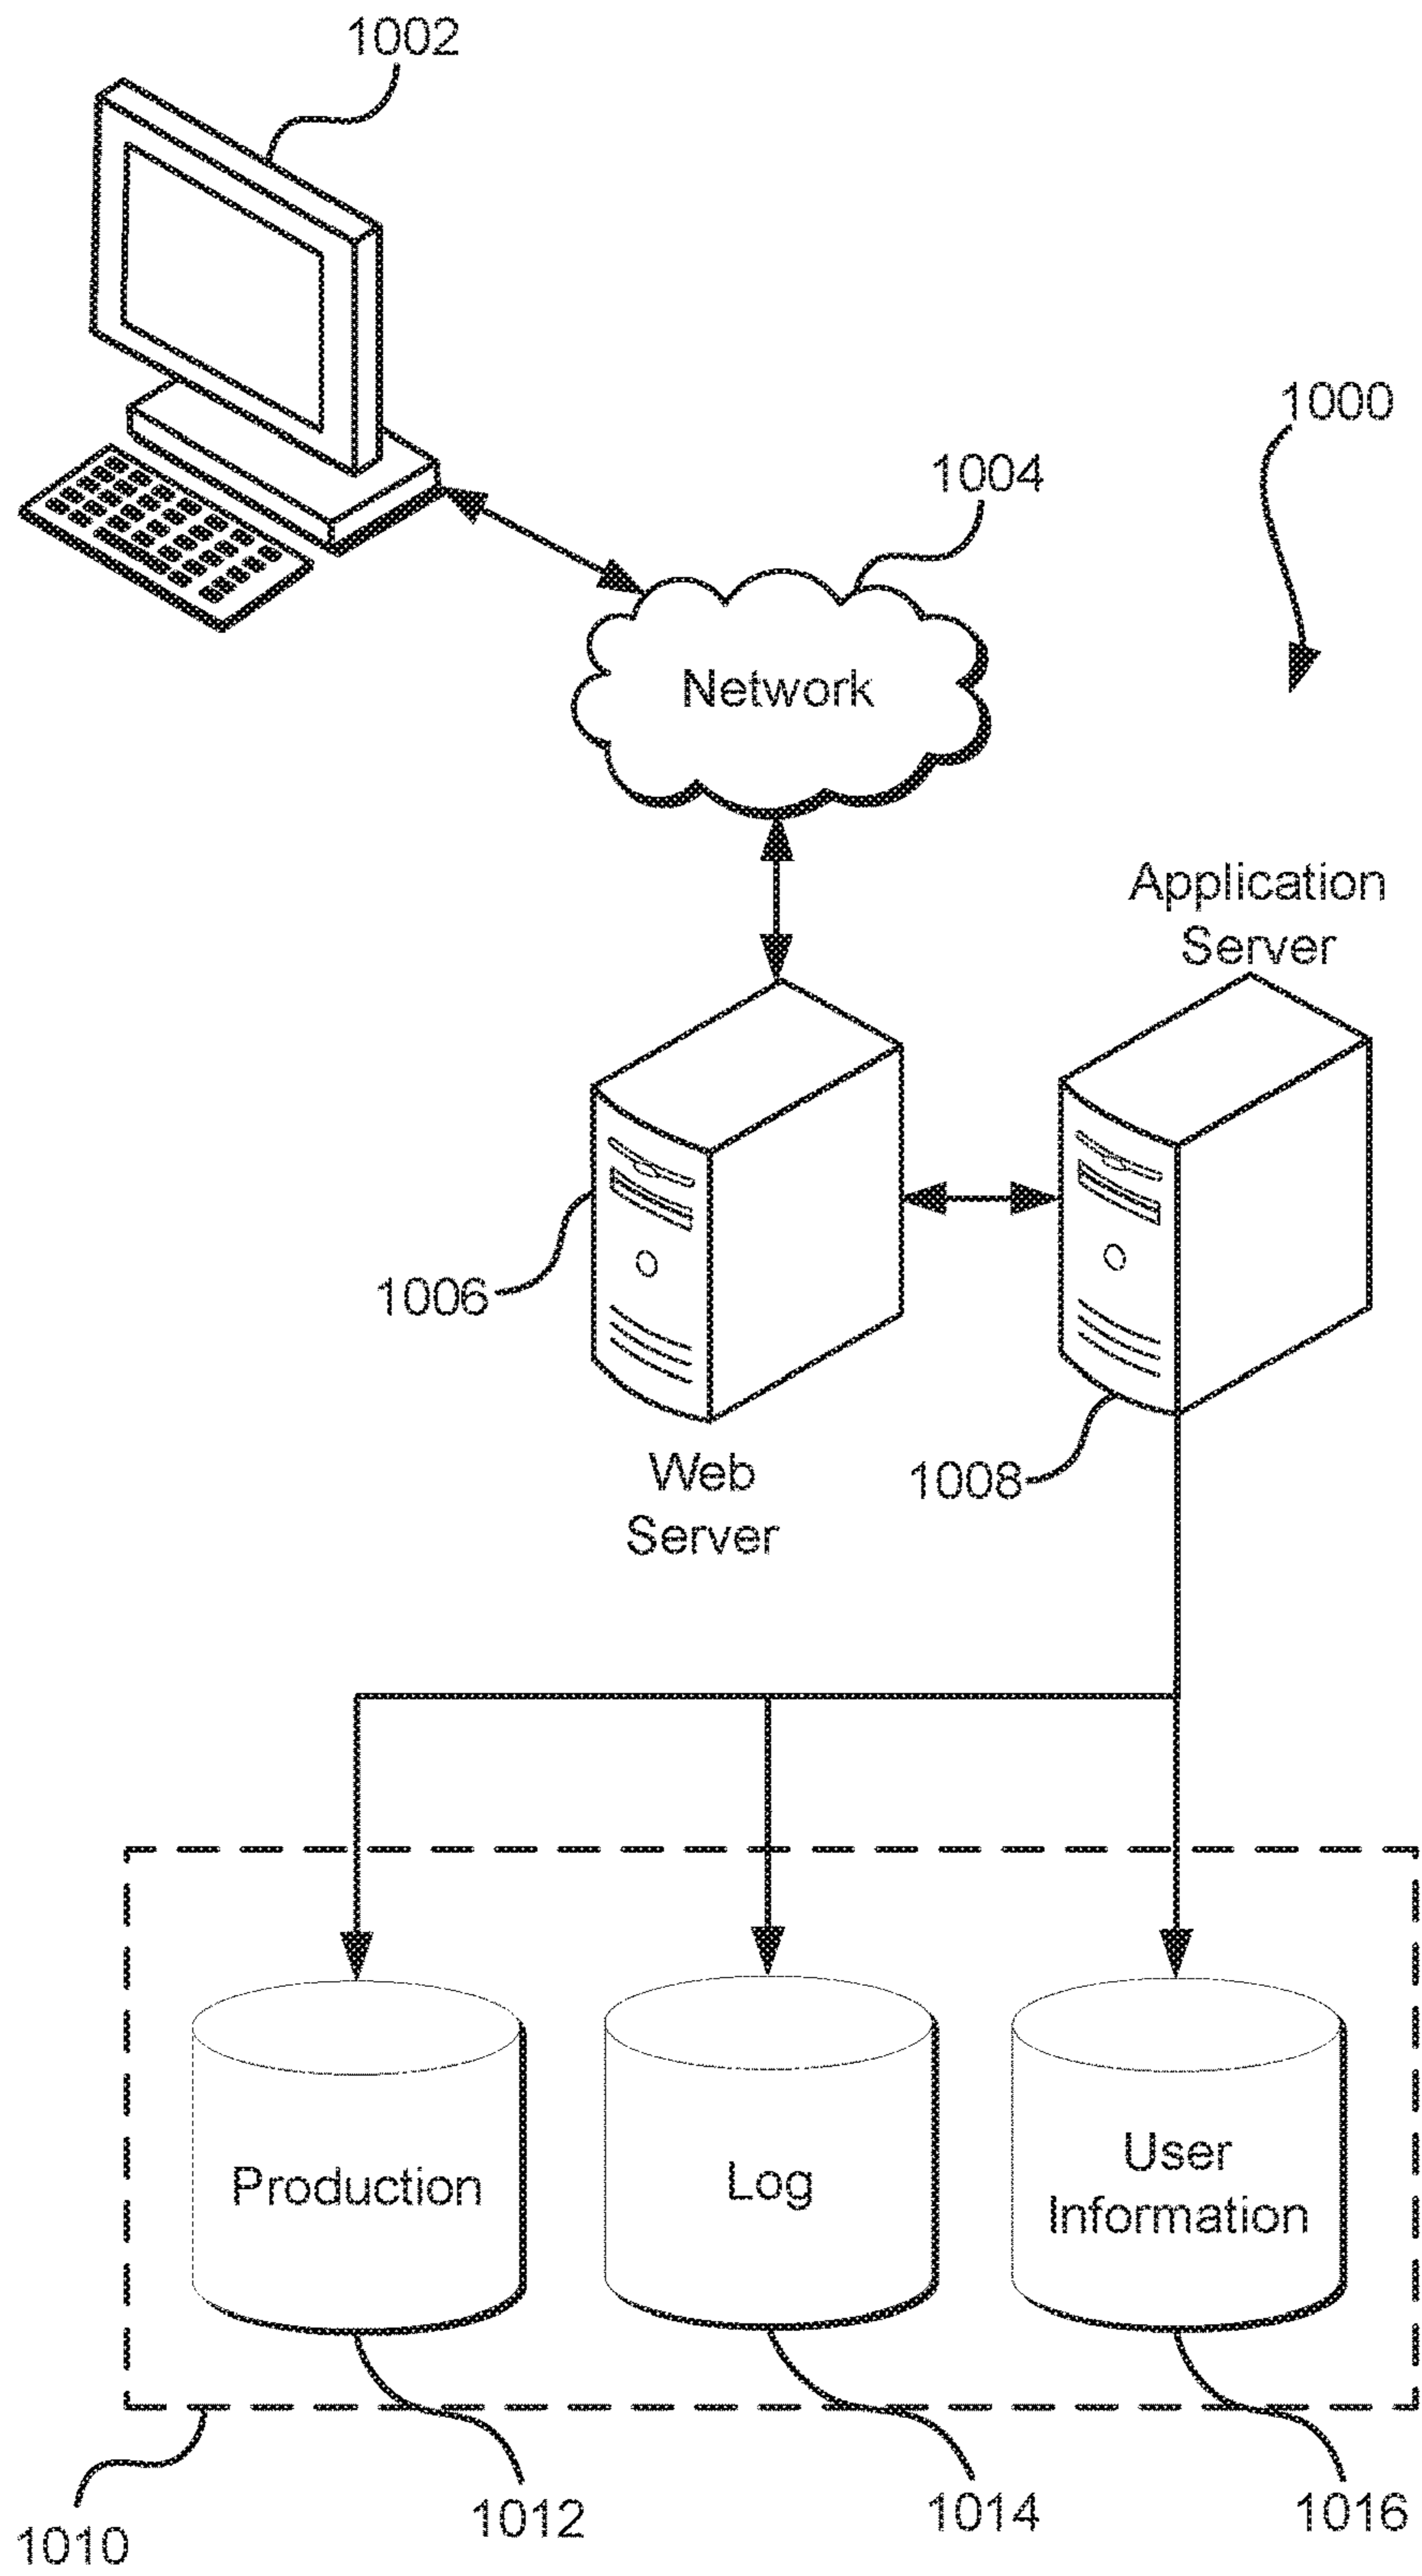 1002
1000
1004
Network
Application
Server
1006
Web
Server
1008
Production
Log
User
Information
1010
1012
1014
1016